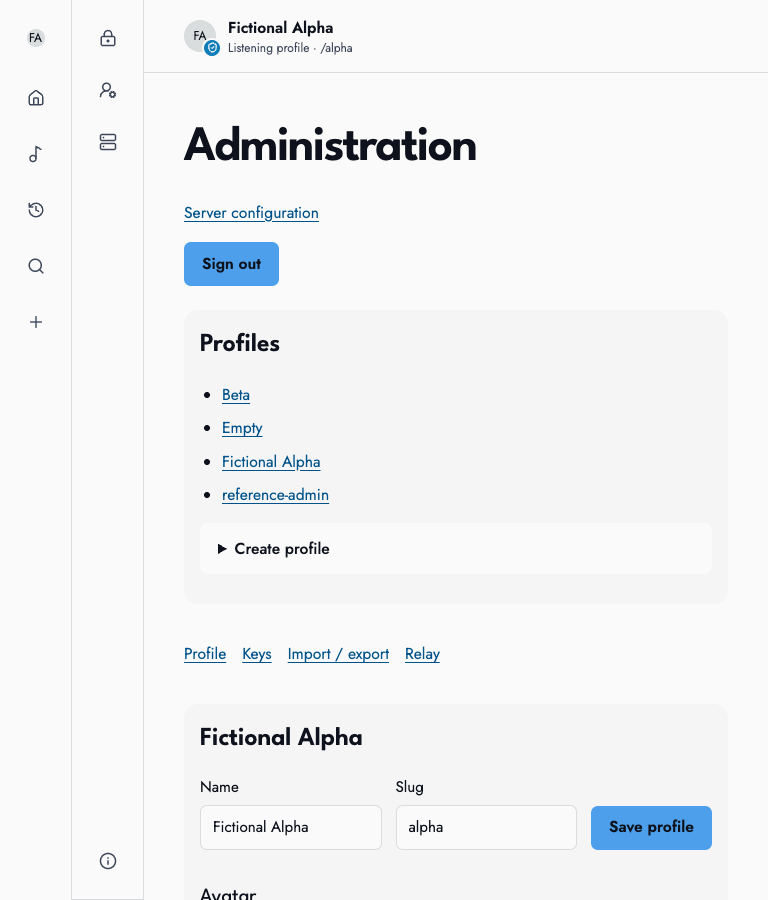 FA
FA
Fictional Alpha
Listening profile · /alpha
Administration
Server configuration
Sign out
Profiles
Beta
Empty
Fictional Alpha
reference-admin
Create profile
Profile Keys Import / export Relay
Fictional Alpha
Name Slug
Fictional Alpha alpha Save profile
Avatar